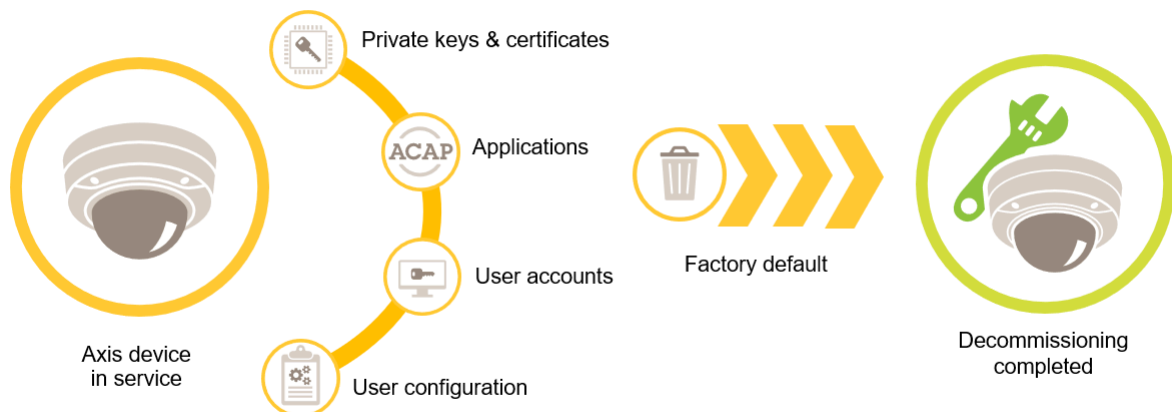 Private keys & certificates
ACAP
Applications
User accounts
User configuration
Axis device
in service
Factory default
Decommissioning
completed